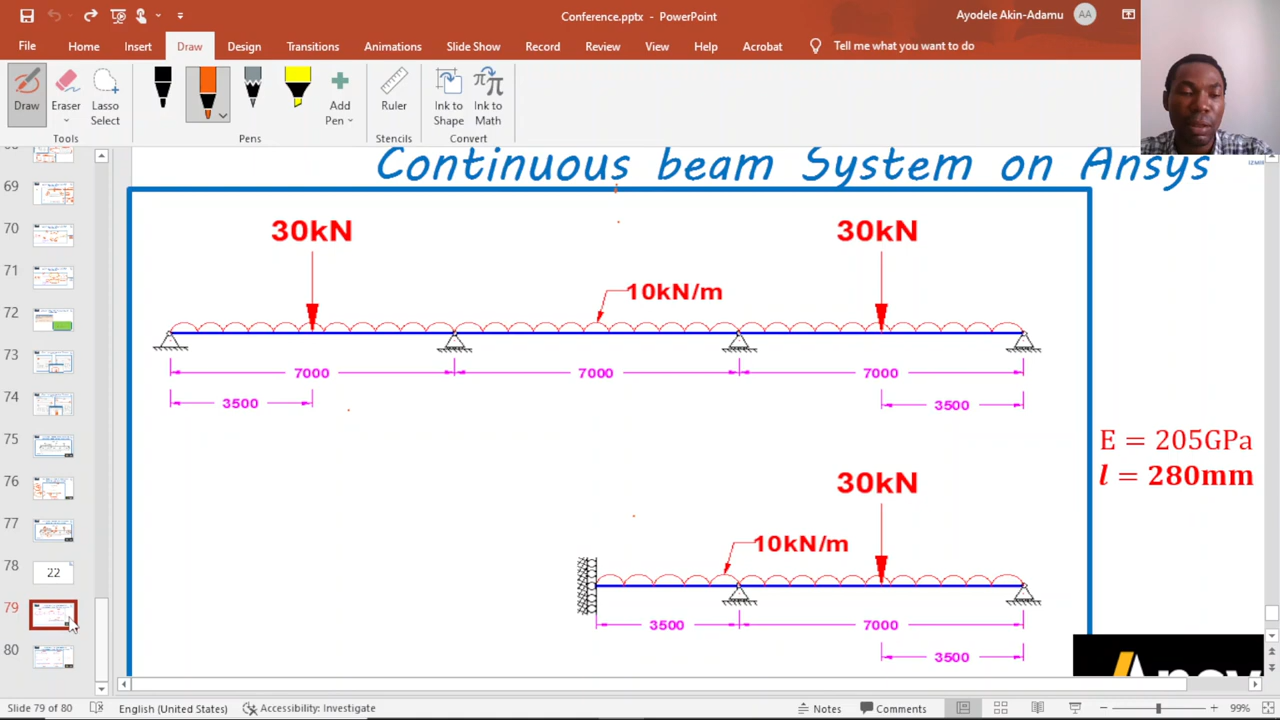 Conference.pptx - PowerPoint
Ayodele Akin-Adamu
AA
File
Home
Insert
Draw
Design
Transitions
Animations
Slide Show
Record
Review
View
Help
Acrobat
Tell me what you want to do
Draw
Eraser
Lasso
Select
Add
Pen
Ruler
Ink to
Shape
Ink to
Math
Tools
Pens
Stencils
Convert
Continuous beam System on Ansys
30kN
30kN
10kN/m
7000
7000
7000
3500
3500
E = 205GPa
l = 280mm
30kN
10kN/m
3500
7000
3500
Ansy
69
70
71
72
73
74
75
76
77
78
22
79
80
Slide 79 of 80
English (United States)
Accessibility: Investigate
Notes
Comments
99%